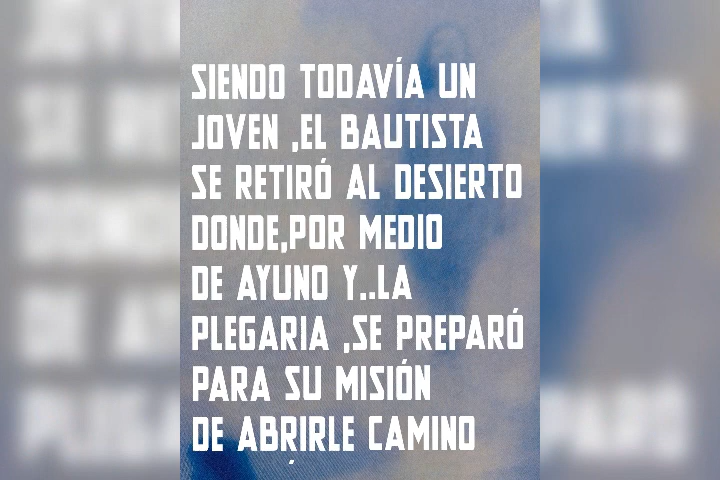 SIENDO TODAVÍA UN
JOVEN ,EL BAUTISTA
SE RETIRÓ AL DESIERTO
DONDE,POR MEDIO
DE AYUNO Y..LA
PLEGARIA ,SE PREPARÓ
PARA SU MISIÓN
DE ABRIRLE CAMINO